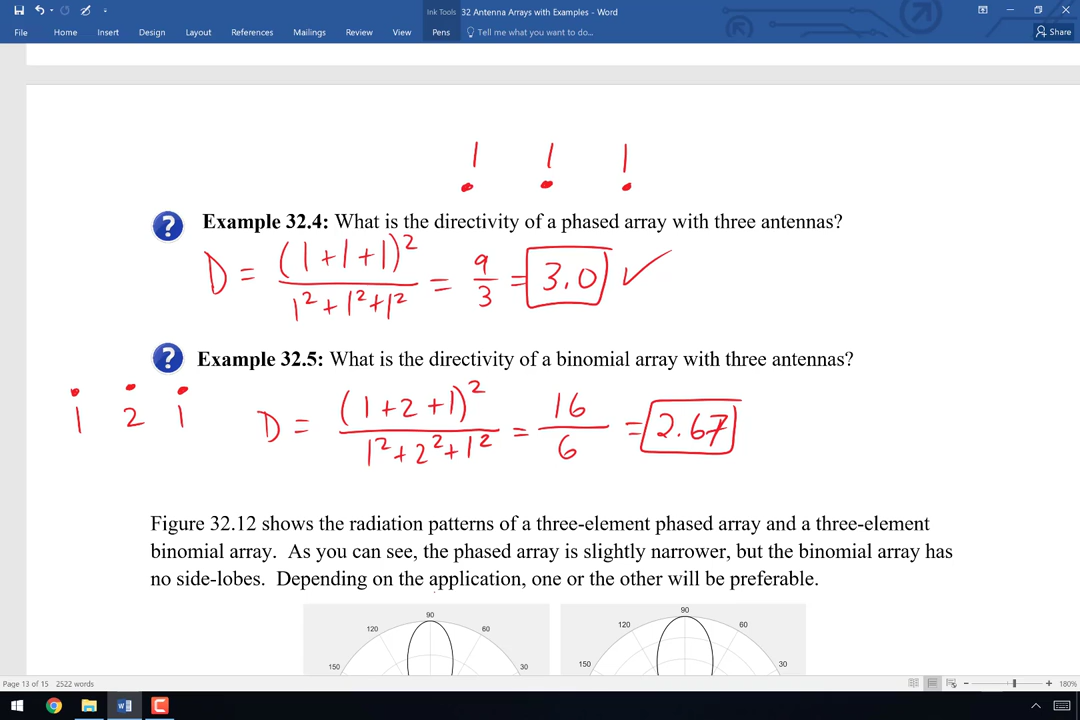 Ink Tools 32 Antenna Arrays with Examples - Word
File Home Insert Design Layout References Mailings Review View Pens Tell me what you want to do... Share
1 1 1
? Example 32.4: What is the directivity of a phased array with three antennas?
D = (1+1+1)² / 1²+1²+1² = 9/3 = 3.0 ✓
? Example 32.5: What is the directivity of a binomial array with three antennas?
1 2 1 D = (1+2+1)² / 1²+2²+1² = 16/6 = 2.67
Figure 32.12 shows the radiation patterns of a three-element phased array and a three-element
binomial array. As you can see, the phased array is slightly narrower, but the binomial array has
no side-lobes. Depending on the application, one or the other will be preferable.
90 90
120 60 120 60
150 30 150 30
Page 13 of 15 2522 words 180%